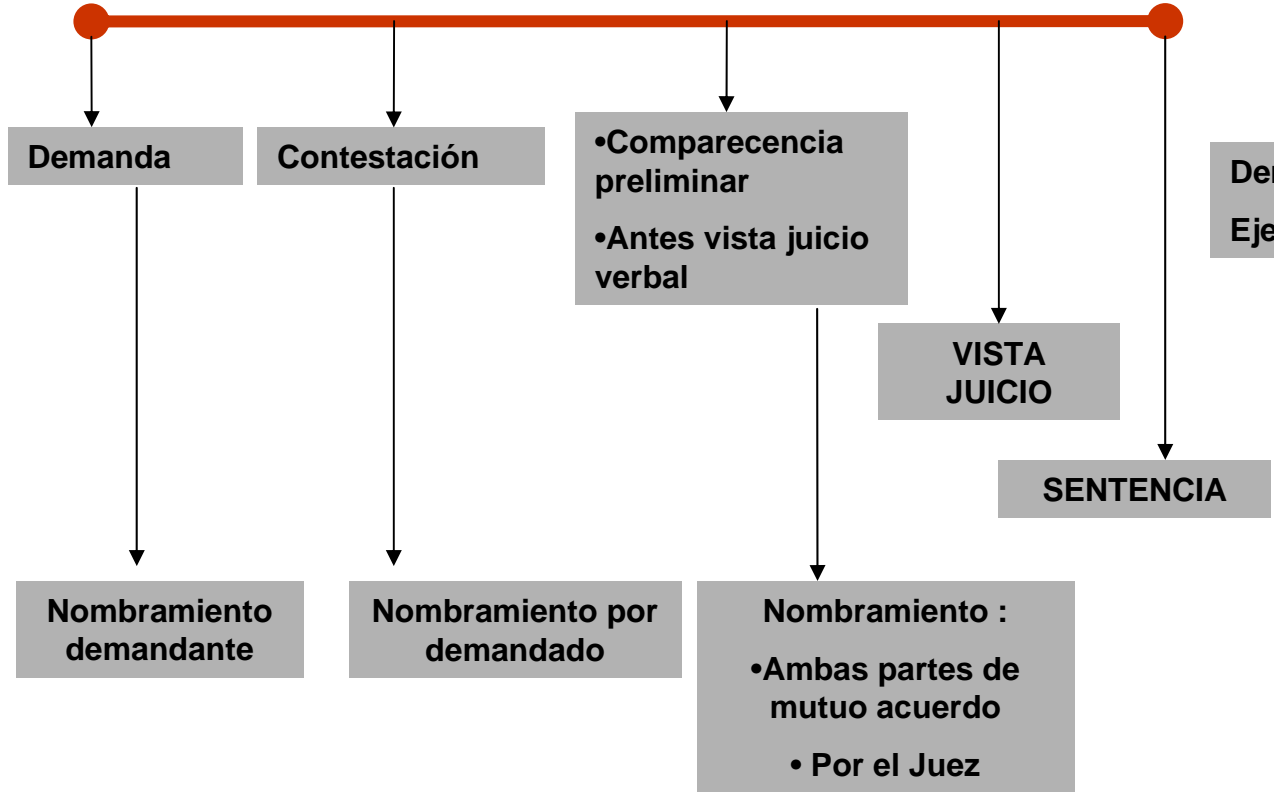 Demanda
Contestación
•Comparecencia
preliminar
•Antes vista juicio
verbal
VISTA
JUICIO
SENTENCIA
Nombramiento
demandante
Nombramiento por
demandado
Nombramiento :
•Ambas partes de
mutuo acuerdo
• Por el Juez